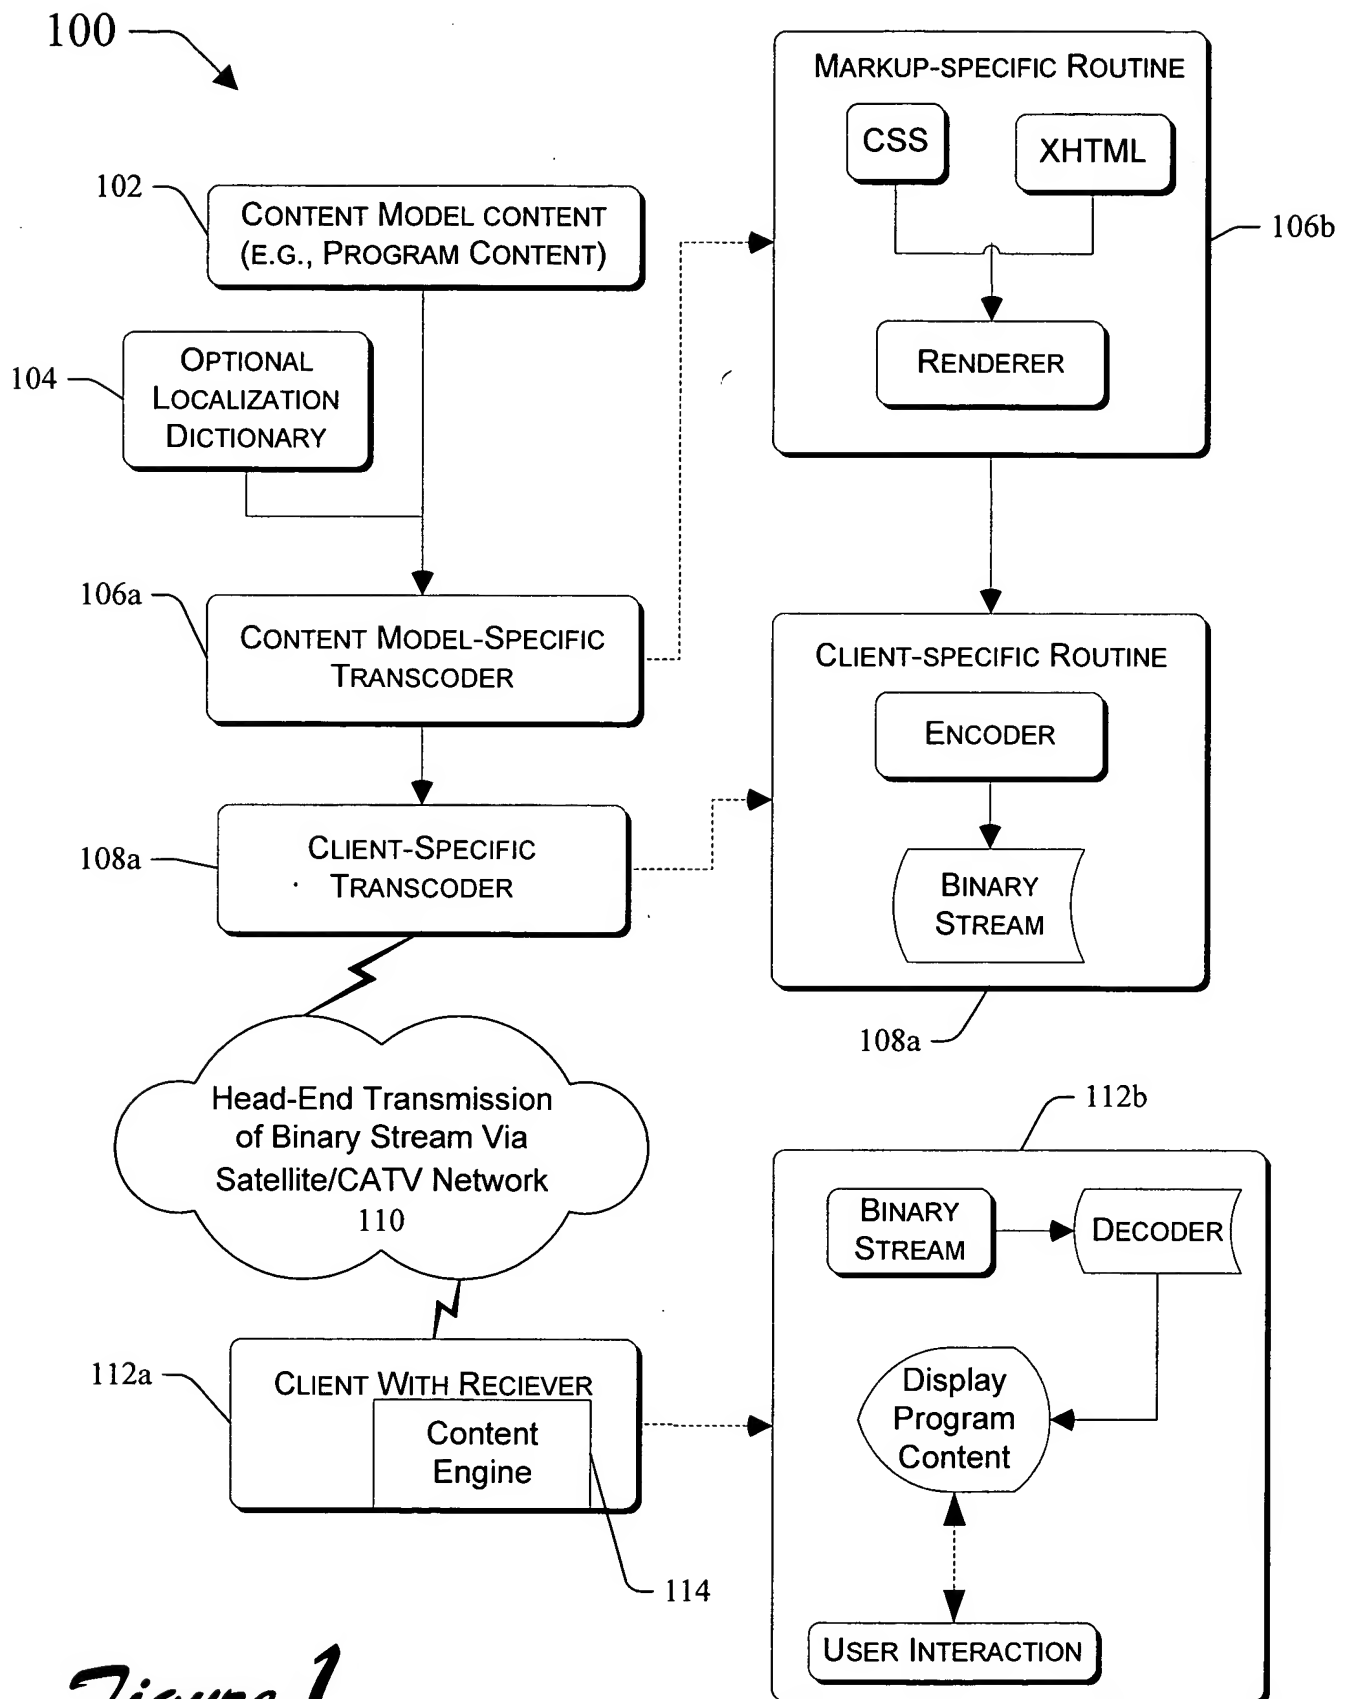 100
MARKUP-SPECIFIC ROUTINE
CSS
XHTML
106b
RENDERER
102
CONTENT MODEL CONTENT
(E.G., PROGRAM CONTENT)
104
OPTIONAL
LOCALIZATION
DICTIONARY
106a
CONTENT MODEL-SPECIFIC
TRANSCODER
CLIENT-SPECIFIC ROUTINE
ENCODER
BINARY
STREAM
108a
108a
CLIENT-SPECIFIC
TRANSCODER
Head-End Transmission
of Binary Stream Via
Satellite/CATV Network
110
112b
BINARY
STREAM
DECODER
Display
Program
Content
USER INTERACTION
112a
CLIENT WITH RECIEVER
Content
Engine
114
Figure 1